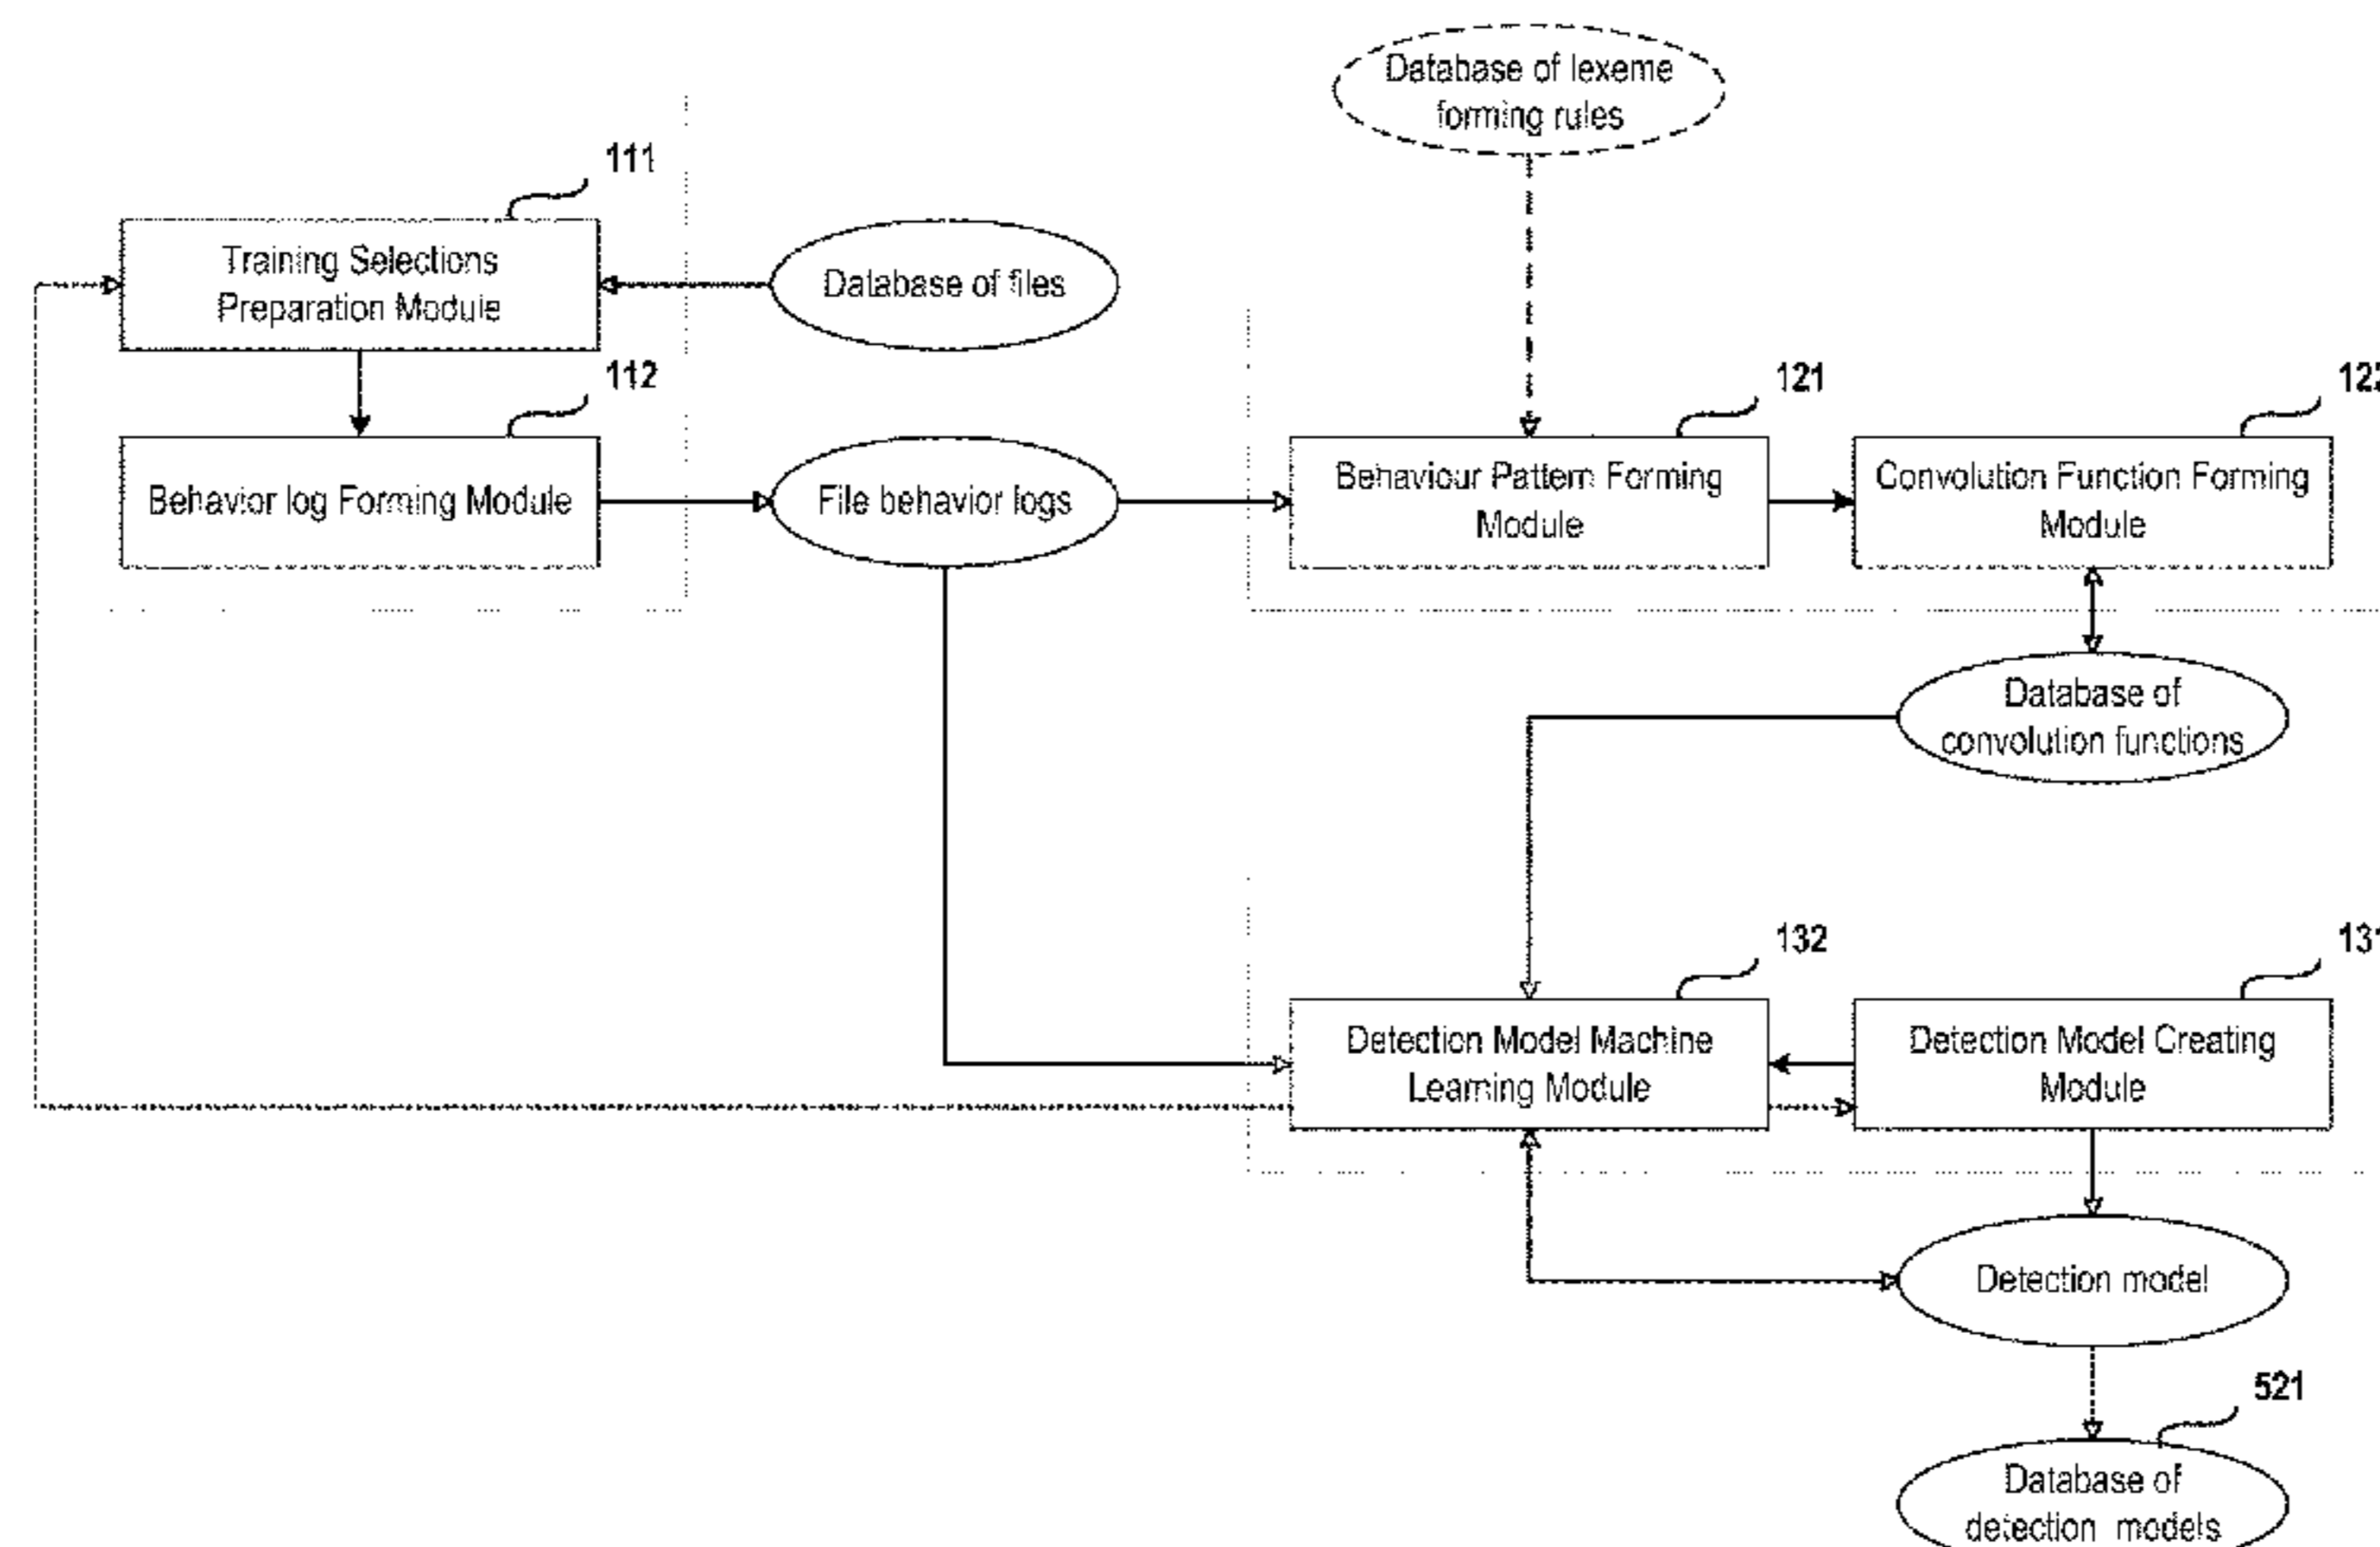 Database of lexeme
forming rules
111
Training Selections
Preparation Module
Database of files
112
121
122
Behavior log Forming Module
File behavior logs
Behaviour Pattern Forming
Module
Convolution Function Forming
Module
Database of
convolution functions
132
131
Detection Model Machine
Learning Module
Detection Model Creating
Module
Detection model
521
Database of
detection models